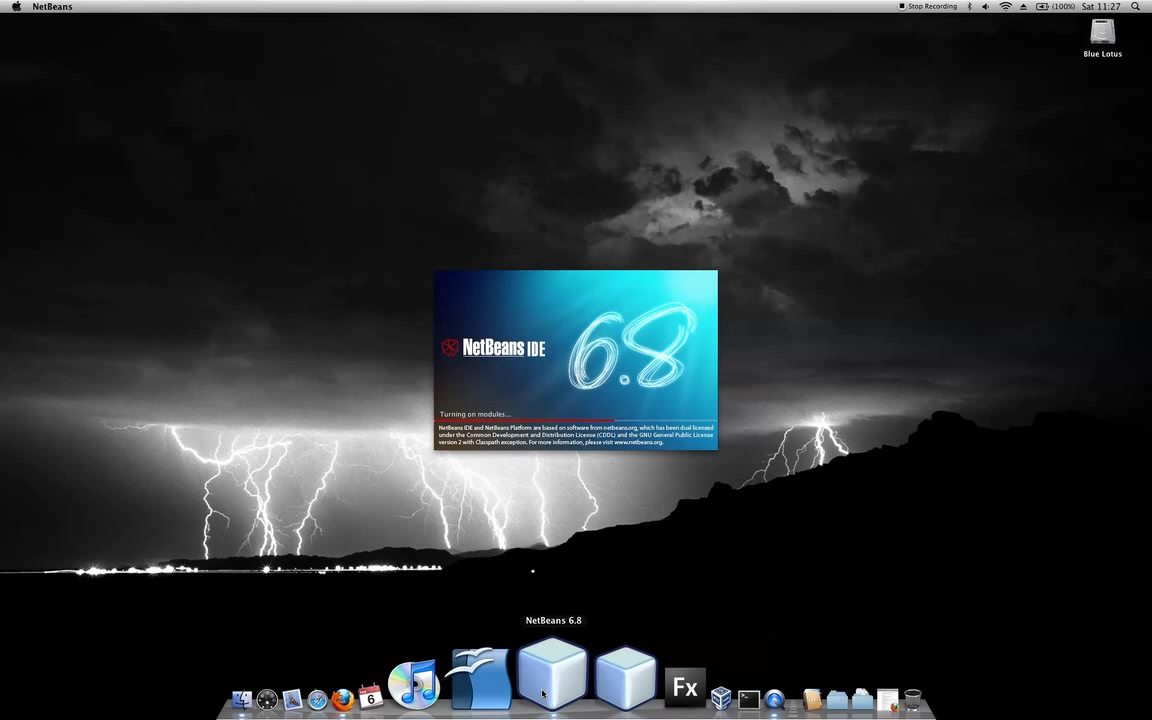 NetBeans
Stop Recording
(100%)
Sat 11:27
Blue Lotus
NetBeans IDE
6.8
Turning on modules...
NetBeans IDE and NetBeans Platform are based on software from netbeans.org, which has been dual licensed
under the Common Development and Distribution License (CDDL) and the GNU General Public License
version 2 with Classpath exception. For more information, please visit www.netbeans.org.
NetBeans 6.8
6
Fx